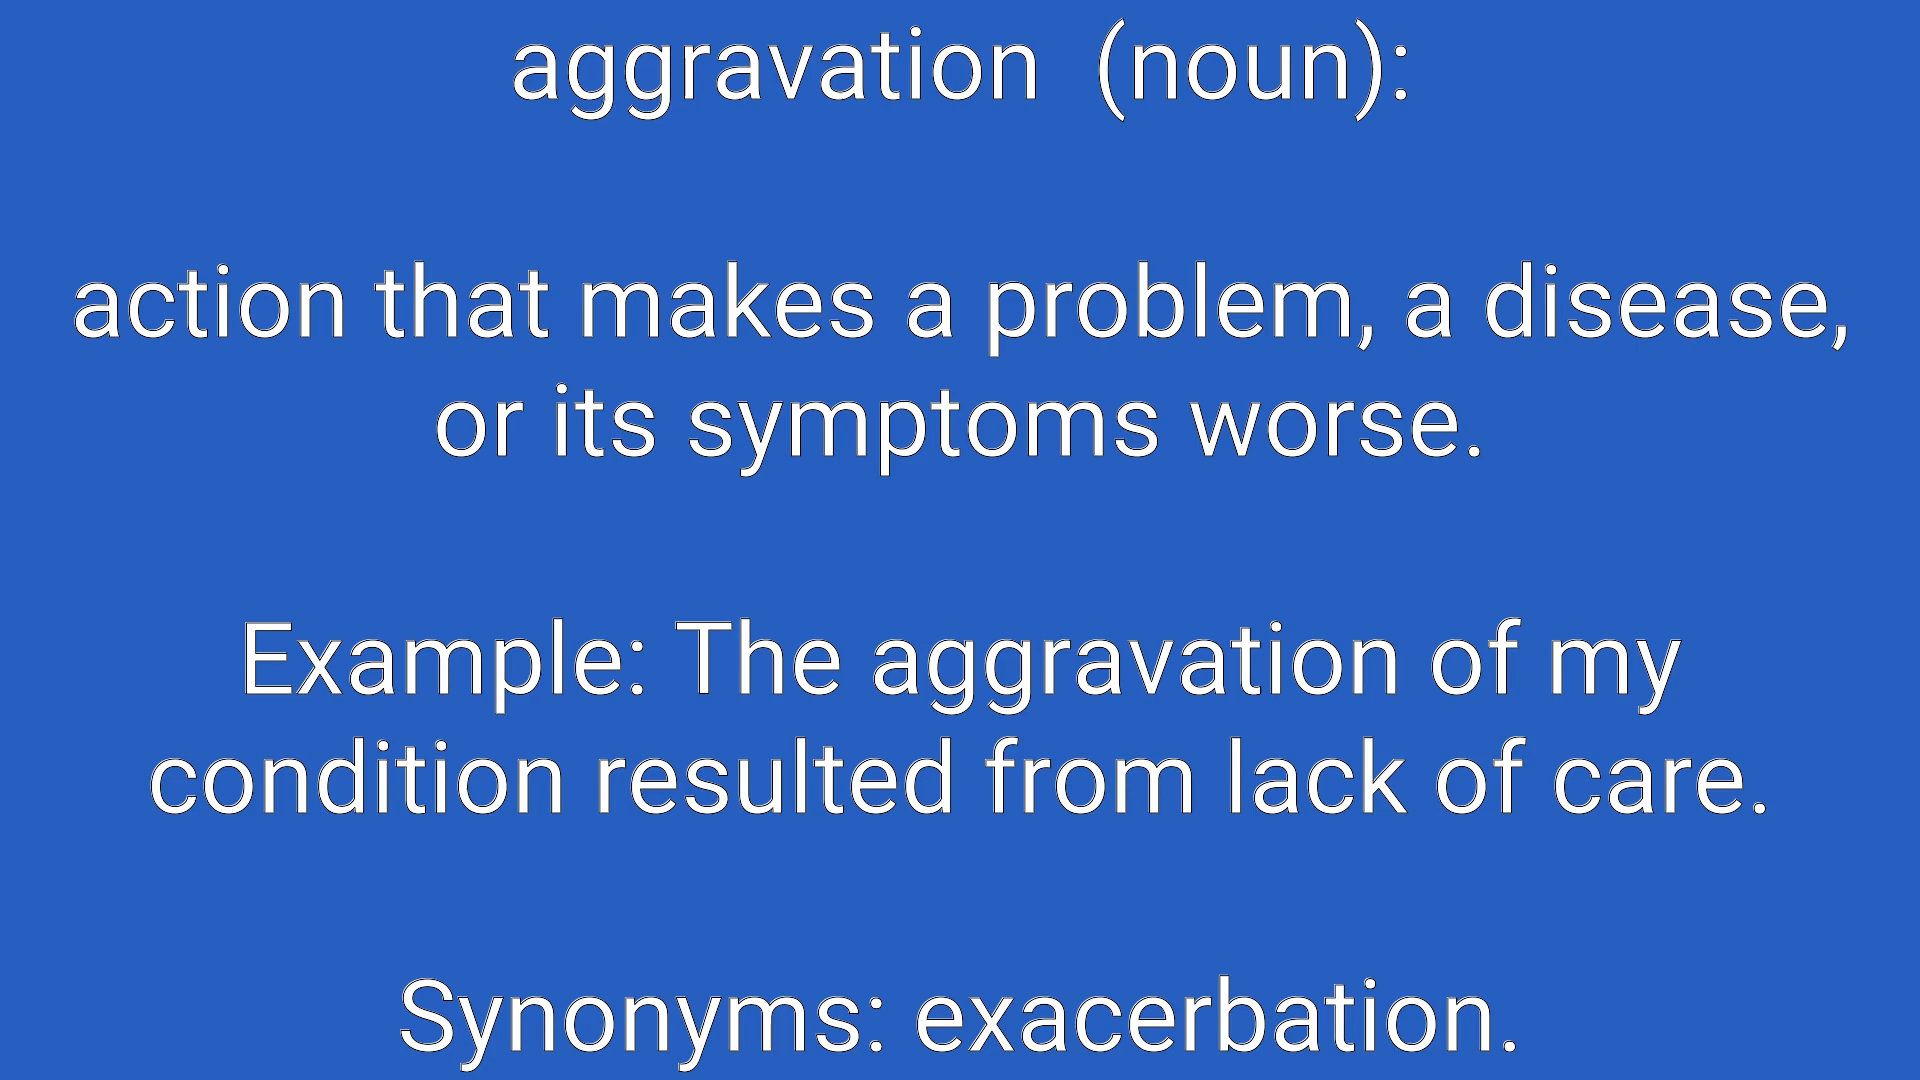 aggravation  (noun):
action that makes a problem, a disease,
or its symptoms worse.
Example: The aggravation of my
condition resulted from lack of care.
Synonyms: exacerbation.